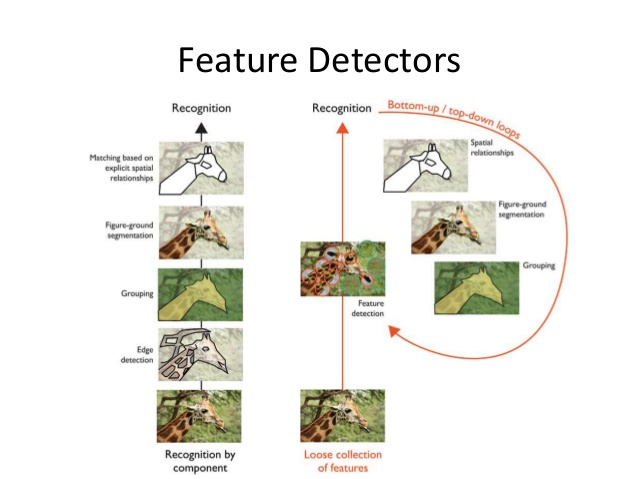 Feature Detectors
Recognition
Matching based on
explicit spatial
relationships
Figure-ground
segmentation
Grouping
Edge
detection
Recognition by
component
Recognition
Bottom-up / top-down loops
Spatial
relationships
Figure-ground
segmentation
Grouping
Feature
detection
Loose collection
of features